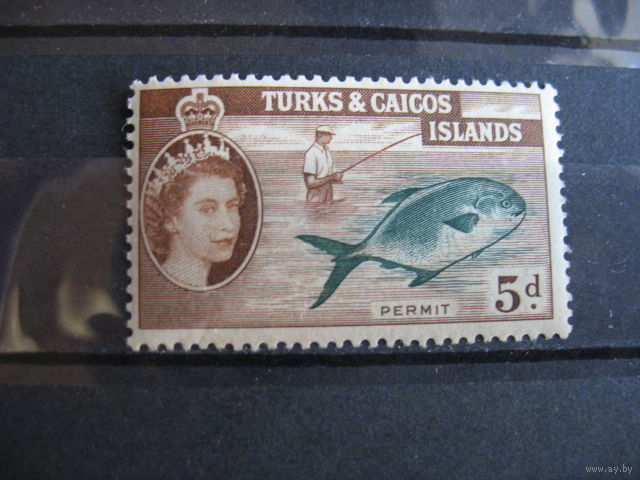 TURKS & CAICOS
ISLANDS
PERMIT
5d.
www.ay.by